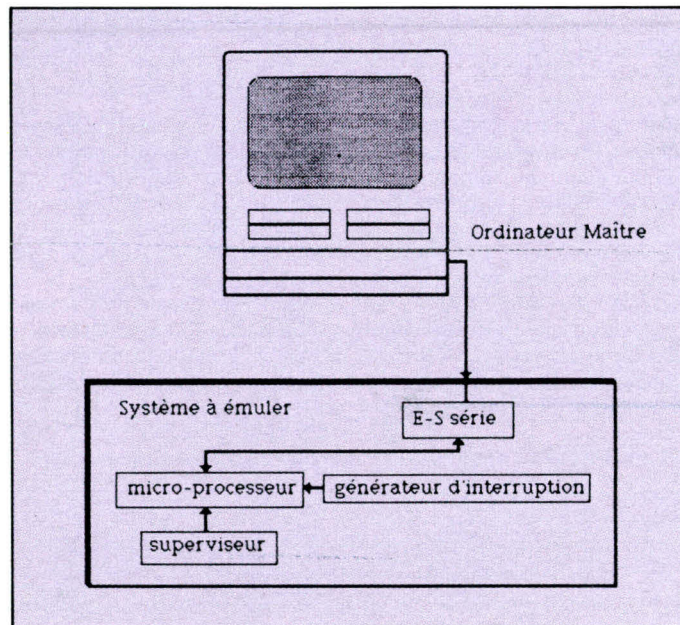 Ordinateur Maître
Système à émuler
E-S série
micro-processeur
générateur d'interruption
superviseur